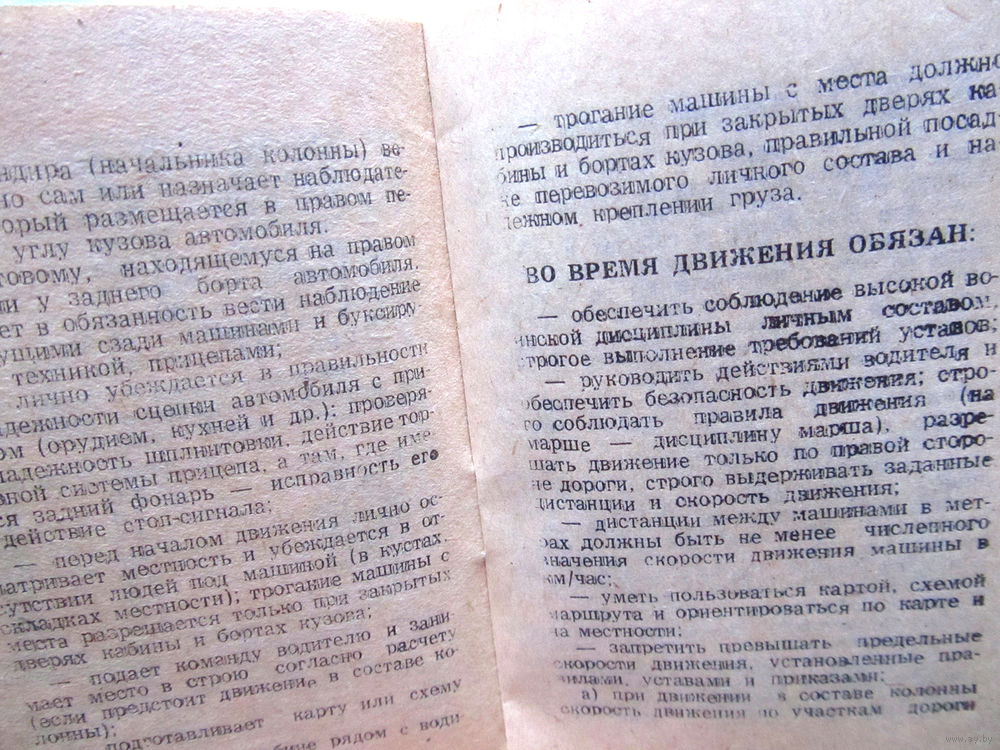 ндира (начальника колонны) ве-
но сам или назначает наблюдате-
торый размещается в правом пе-
углу кузова автомобиля.
товому, находящемуся на правом
и у заднего борта автомобиля,
ет в обязанность вести наблюдение
ущими сзади машинами и буксиру-
техникой, прицепами;
лично убеждается в правильности
адежности сцепки автомобиля с при-
ом (орудием, кухней и др.); проверя-
надежность шплинтовки, действие тор-
зной системы прицепа, а там, где име-
ся задний фонарь — исправность его
действие стоп-сигнала;
— перед началом движения лично ос-
матривает местность и убеждается в от-
сутствии людей под машиной (в кустах,
складках местности); трогание машины с
места разрешается только при закрытых
дверях кабины и бортах кузова;
— подает команду водителю и зани-
мает место в строю согласно расчету
(если предстоит движение в составе ко-
лонны);
подготавливает карту или схему
рядом с води-
— трогание машины с места должно
производиться при закрытых дверях ка-
бины и бортах кузова, правильной посад-
ке перевозимого личного состава и на-
дежном, креплении груза.
ВО ВРЕМЯ ДВИЖЕНИЯ ОБЯЗАН:
— обеспечить соблюдение высокой во-
инской дисциплины личным составом,
строгое выполнение требований уставов;
— руководить действиями водителя и
обеспечить безопасность движения; стро-
го соблюдать правила движения (на
марше — дисциплину марша), разре-
шать движение только по правой сторо-
не дороги, строго выдерживать заданные
дистанции и скорость движения;
— дистанции между машинами в мет-
рах должны быть не менее численного
значения скорости движения машины в
км/час;
— уметь пользоваться картой, схемой
маршрута и ориентироваться по карте и
на местности;
— запретить превышать предельные
скорости движения, установленные пра-
вилами, уставами и приказами;
а) при движении в составе колонны
скорость движения по участкам дороги
www.ay.by